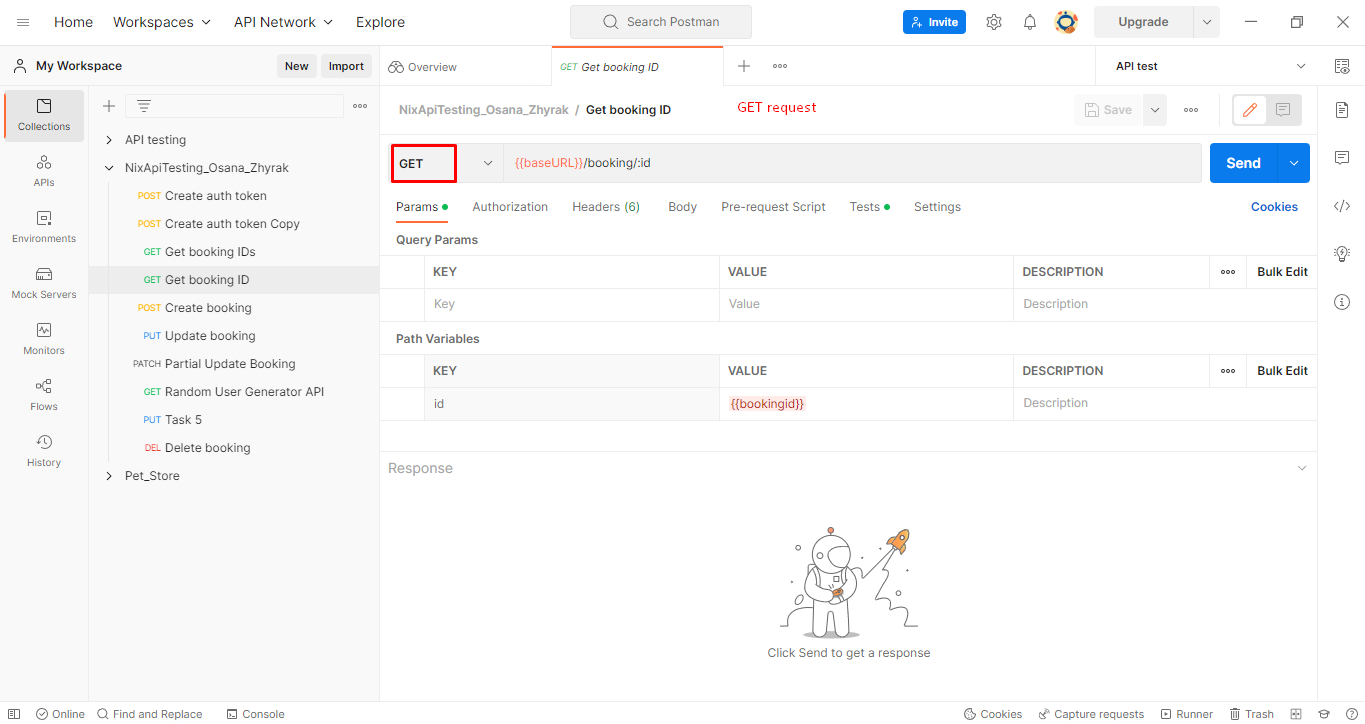 Home Workspaces API Network Explore Search Postman Invite Upgrade
My Workspace New Import Overview GET Get booking ID API test
NixApiTesting_Osana_Zhyrak / Get booking ID GET request Save
Collections
APIs
Environments
Mock Servers
Monitors
Flows
History
API testing
NixApiTesting_Osana_Zhyrak
POST Create auth token
POST Create auth token Copy
GET Get booking IDs
GET Get booking ID
POST Create booking
PUT Update booking
PATCH Partial Update Booking
GET Random User Generator API
PUT Task 5
DEL Delete booking
Pet_Store
GET {{baseURL}}/booking/:id Send
Params Authorization Headers (6) Body Pre-request Script Tests Settings Cookies
Query Params
KEY VALUE DESCRIPTION Bulk Edit
Key Value Description
Path Variables
KEY VALUE DESCRIPTION Bulk Edit
id {{bookingid}} Description
Response
Click Send to get a response
Online Find and Replace Console Cookies Capture requests Runner Trash